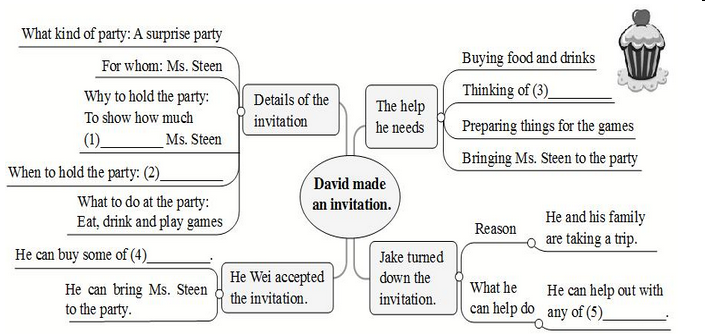 What kind of party: A surprise party
For whom: Ms. Steen
Why to hold the party:
To show how much
(1)_________ Ms. Steen
When to hold the party: (2)_________
What to do at the party:
Eat, drink and play games
Details of the
invitation
The help
he needs
Buying food and drinks
Thinking of (3)_________
Preparing things for the games
Bringing Ms. Steen to the party
David made
an invitation.
He can buy some of (4)_________.
He can bring Ms. Steen
to the party.
He Wei accepted
the invitation.
Jake turned
down the
invitation.
Reason
He and his family
are taking a trip.
What he
can help do
He can help out with
any of (5)_________.